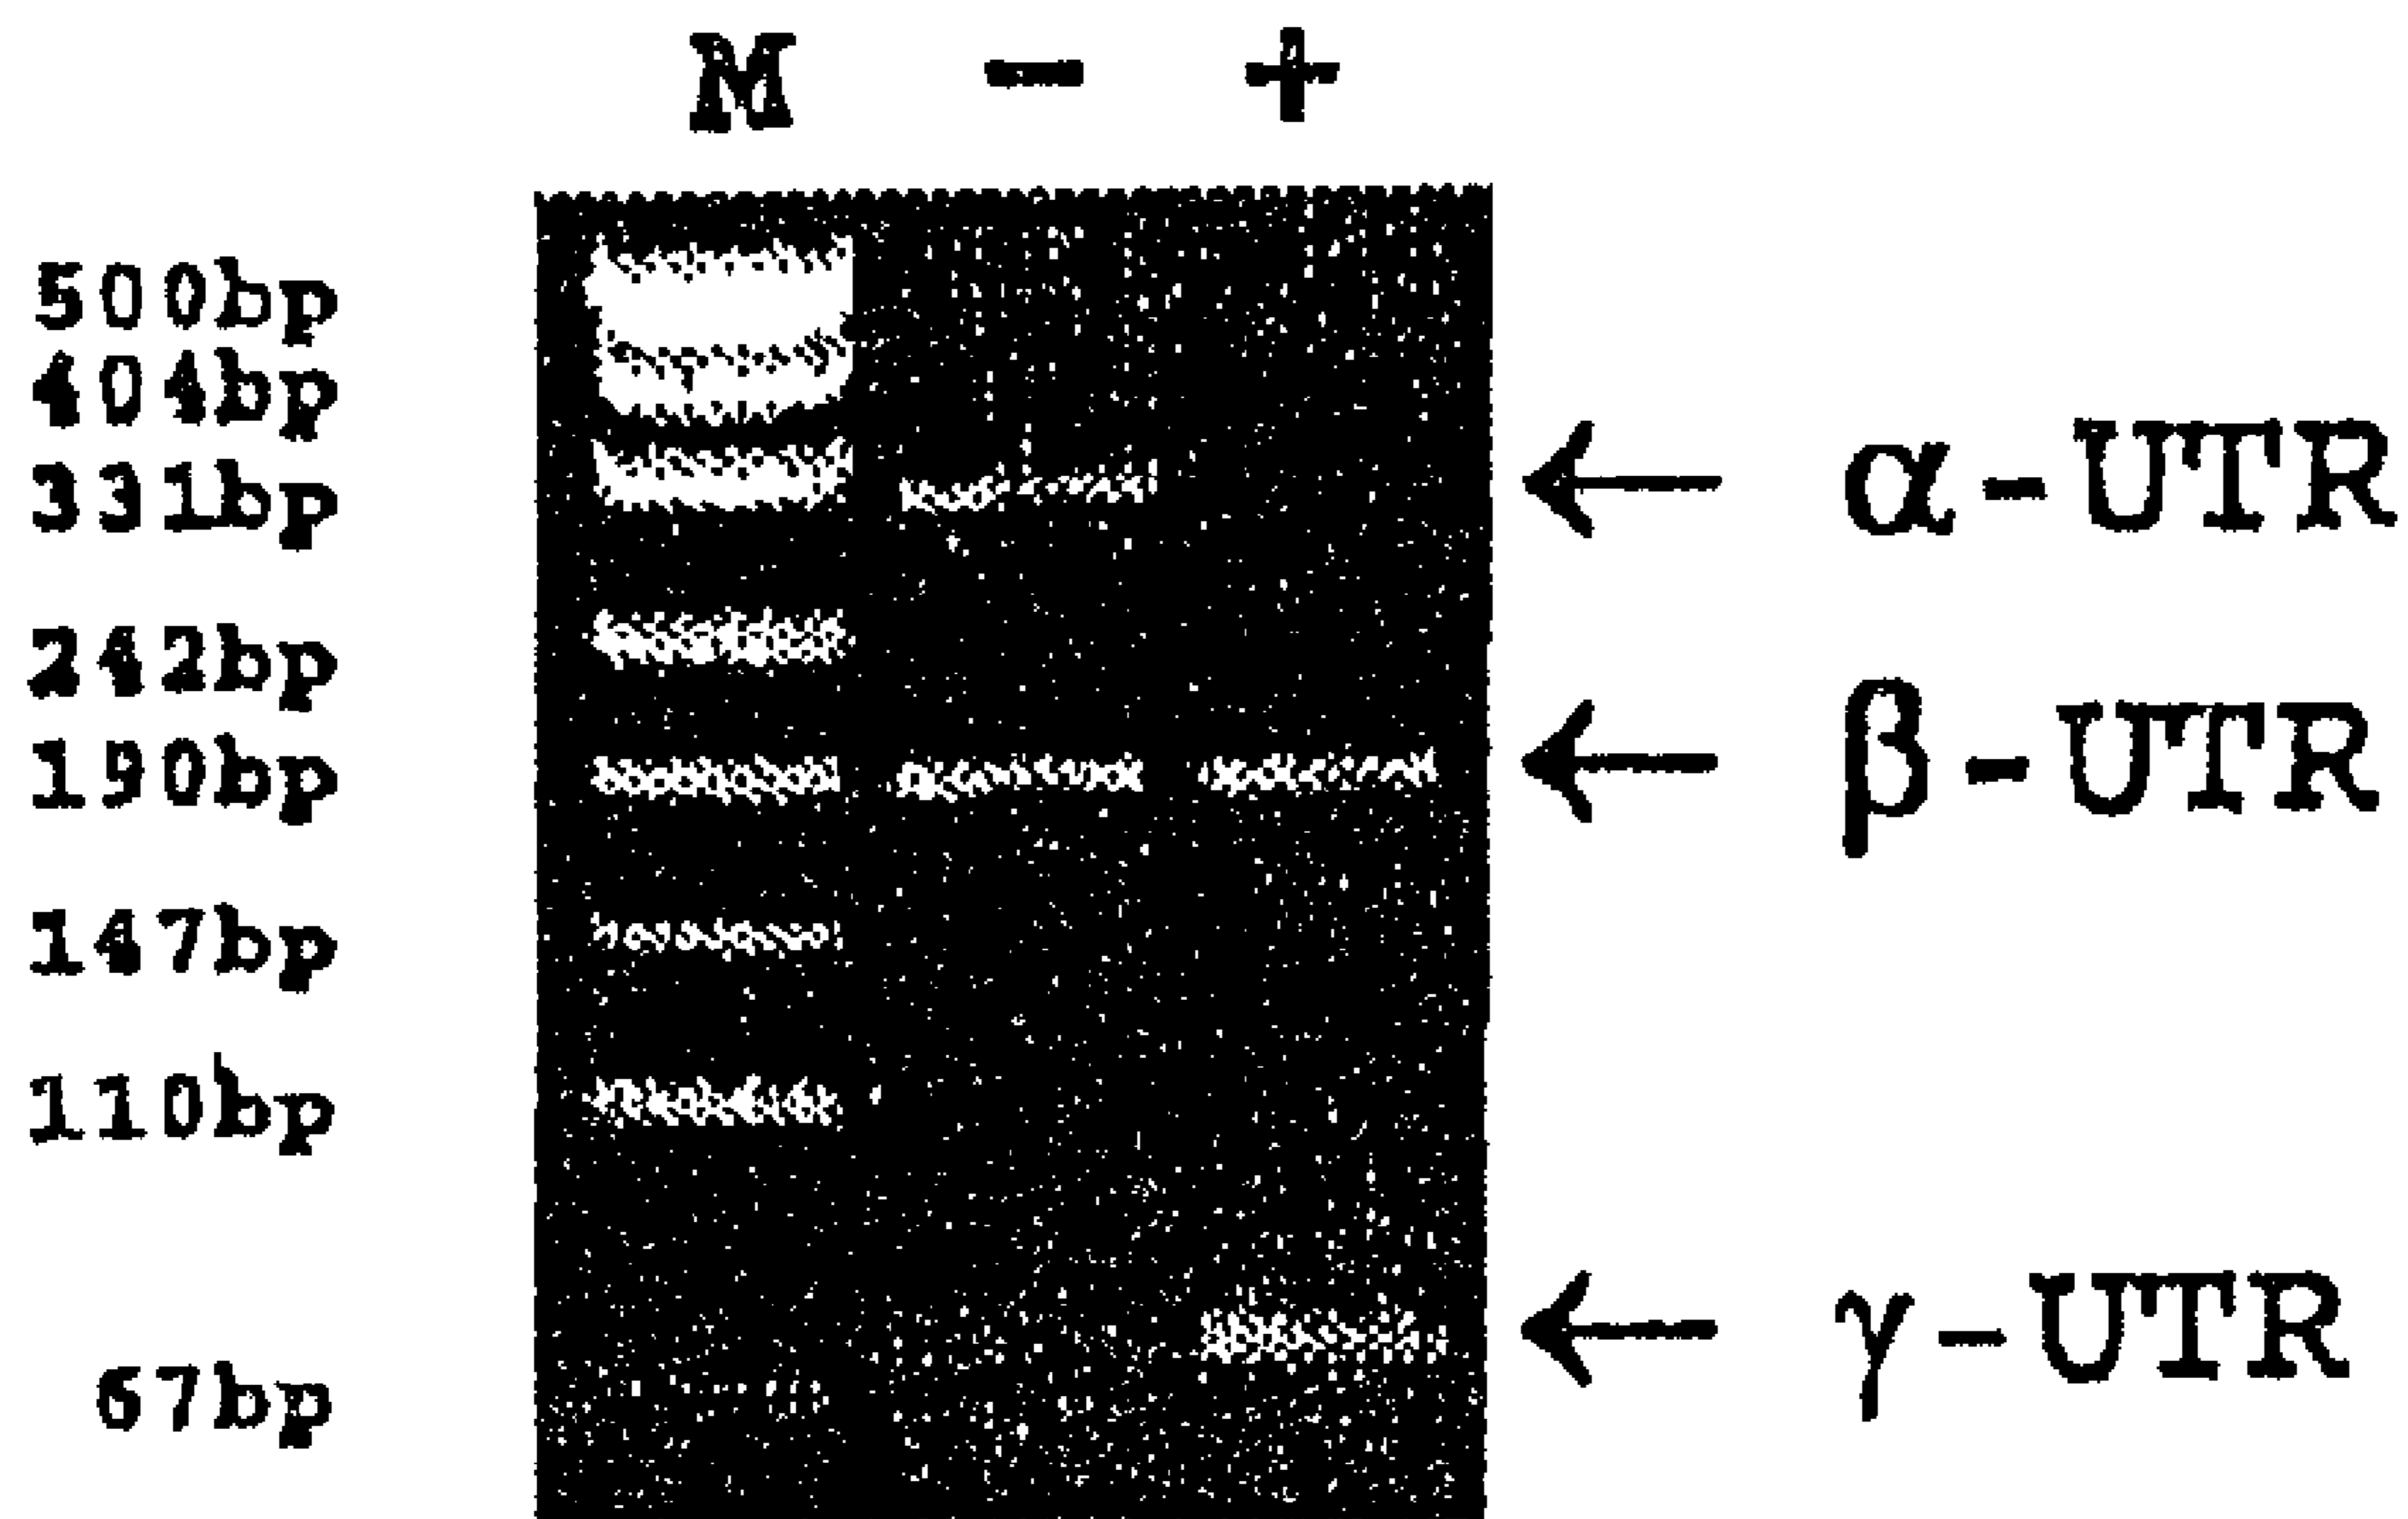 M - +
500bp
404bp
331bp
α-UTR
242bp
190bp
β-UTR
147bp
110bp
67bp
γ-UTR